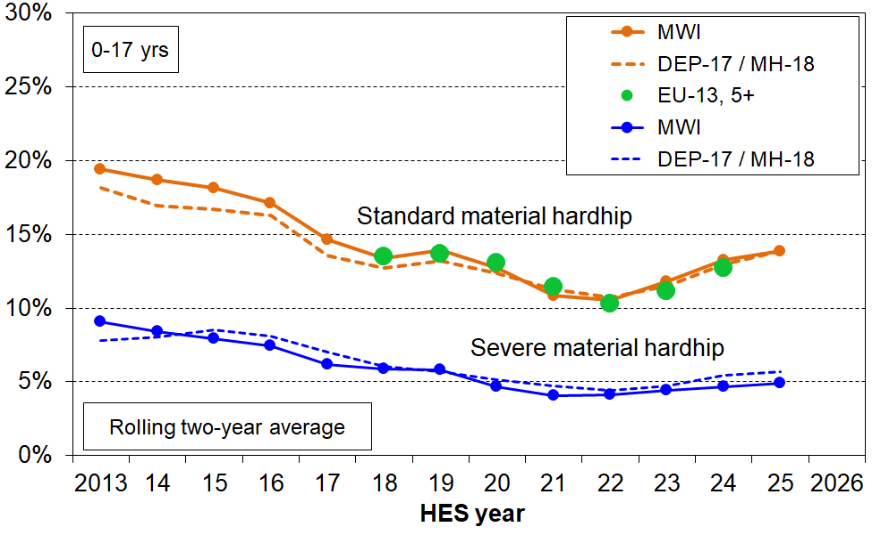 30%
0-17 yrs
MWI
DEP-17 / MH-18
EU-13, 5+
MWI
DEP-17 / MH-18
25%
20%
Standard material hardhip
15%
10%
Severe material hardhip
5%
Rolling two-year average
0%
2013 14 15 16 17 18 19 20 21 22 23 24 25 2026
HES year